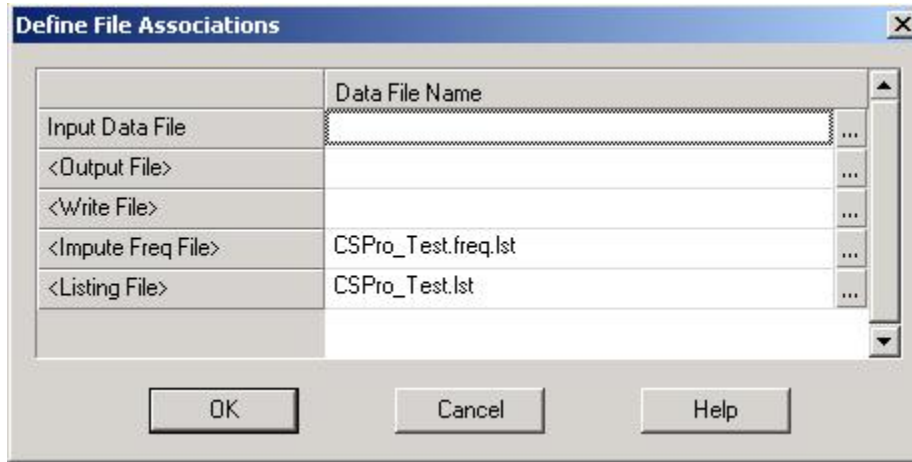 Define File Associations
Data File Name
Input Data File
...
<Output File>
...
<Write File>
...
<Impute Freq File> CSPro_Test.freq.lst
...
<Listing File> CSPro_Test.lst
...
OK Cancel Help